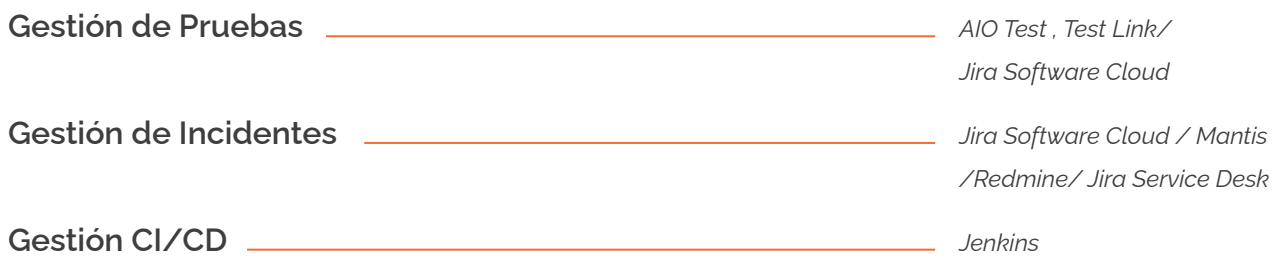 Gestión de Pruebas AIO Test , Test Link/
Jira Software Cloud
Gestión de Incidentes Jira Software Cloud / Mantis
/Redmine/ Jira Service Desk
Gestión CI/CD Jenkins